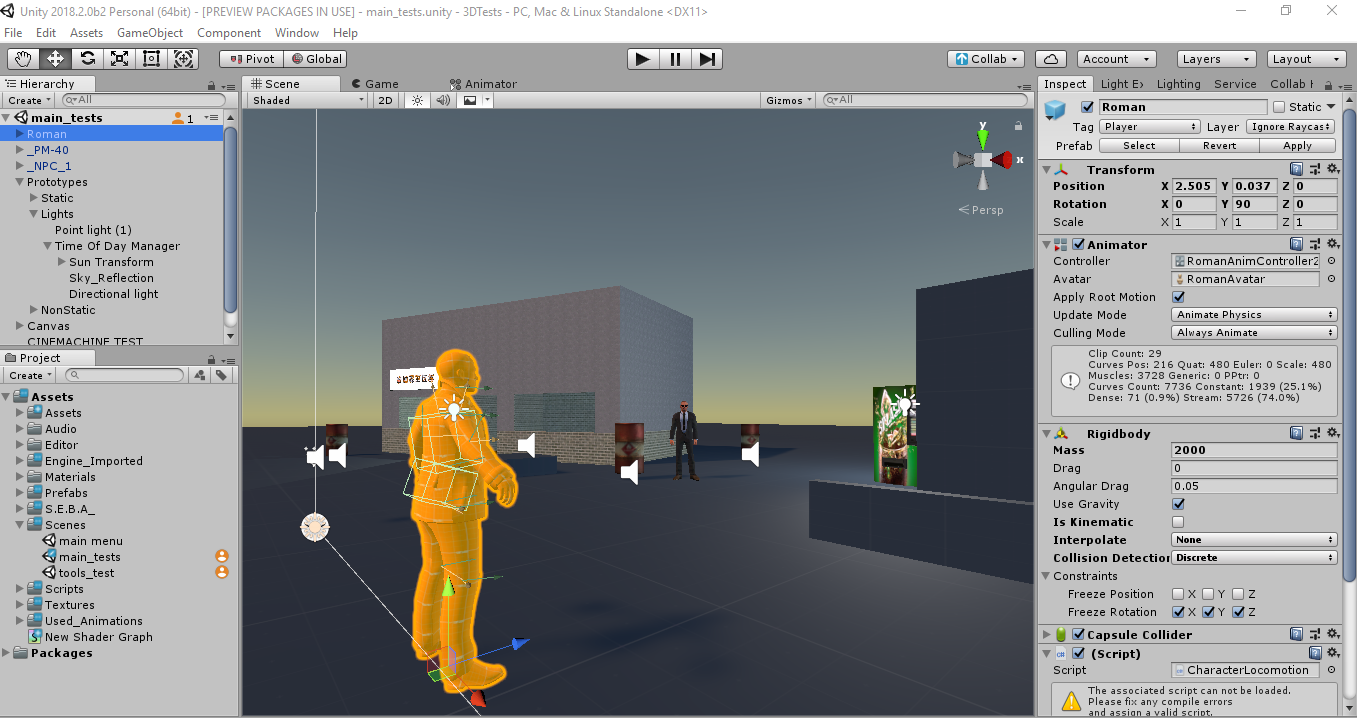 Unity 2018.2.0b2 Personal (64bit) - [PREVIEW PACKAGES IN USE] - main_tests.unity - 3DTests - PC, Mac & Linux Standalone <DX11>
File Edit Assets GameObject Component Window Help
Pivot Global Collab Account Layers Layout
Hierarchy
Create All
main_tests 1
Roman
_PM-40
_NPC_1
Prototypes
Static
Lights
Point light (1)
Time Of Day Manager
Sun Transform
Sky_Reflection
Directional light
NonStatic
Canvas
CINEMACHINE TEST
Project
Create
Assets
Assets
Audio
Editor
Engine_Imported
Materials
Prefabs
S.E.B.A_
Scenes
main menu
main_tests
tools_test
Scripts
Textures
Used_Animations
New Shader Graph
Packages
Scene Game Animator
Shaded 2D Gizmos All
y
x
Persp
Inspect Light Ex Lighting Service Collab H
Roman Static
Tag Player Layer Ignore Raycast
Prefab Select Revert Apply
Transform
Position X 2.505 Y 0.037 Z 0
Rotation X 0 Y 90 Z 0
Scale X 1 Y 1 Z 1
Animator
Controller RomanAnimController2
Avatar RomanAvatar
Apply Root Motion
Update Mode Animate Physics
Culling Mode Always Animate
Clip Count: 29
Curves Pos: 216 Quat: 480 Euler: 0 Scale: 480
Muscles: 3728 Generic: 0 PPtr: 0
Curves Count: 7736 Constant: 1939 (25.1%)
Dense: 71 (0.9%) Stream: 5726 (74.0%)
Rigidbody
Mass 2000
Drag 0
Angular Drag 0.05
Use Gravity
Is Kinematic
Interpolate None
Collision Detection Discrete
Constraints
Freeze Position X Y Z
Freeze Rotation X Y Z
Capsule Collider
(Script)
Script CharacterLocomotion
The associated script can not be loaded.
Please fix any compile errors
and assign a valid script.